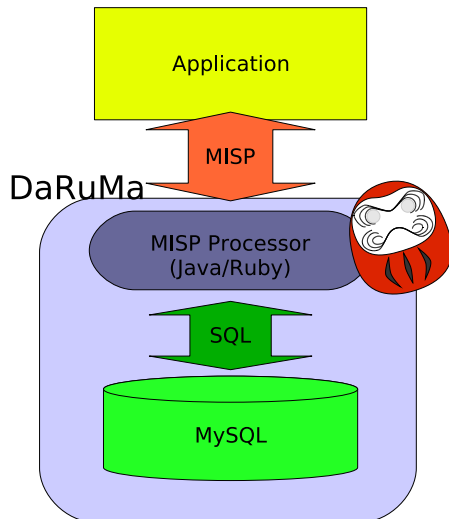 Application
MISP
DaRuMa
MISP Processor
(Java/Ruby)
SQL
MySQL